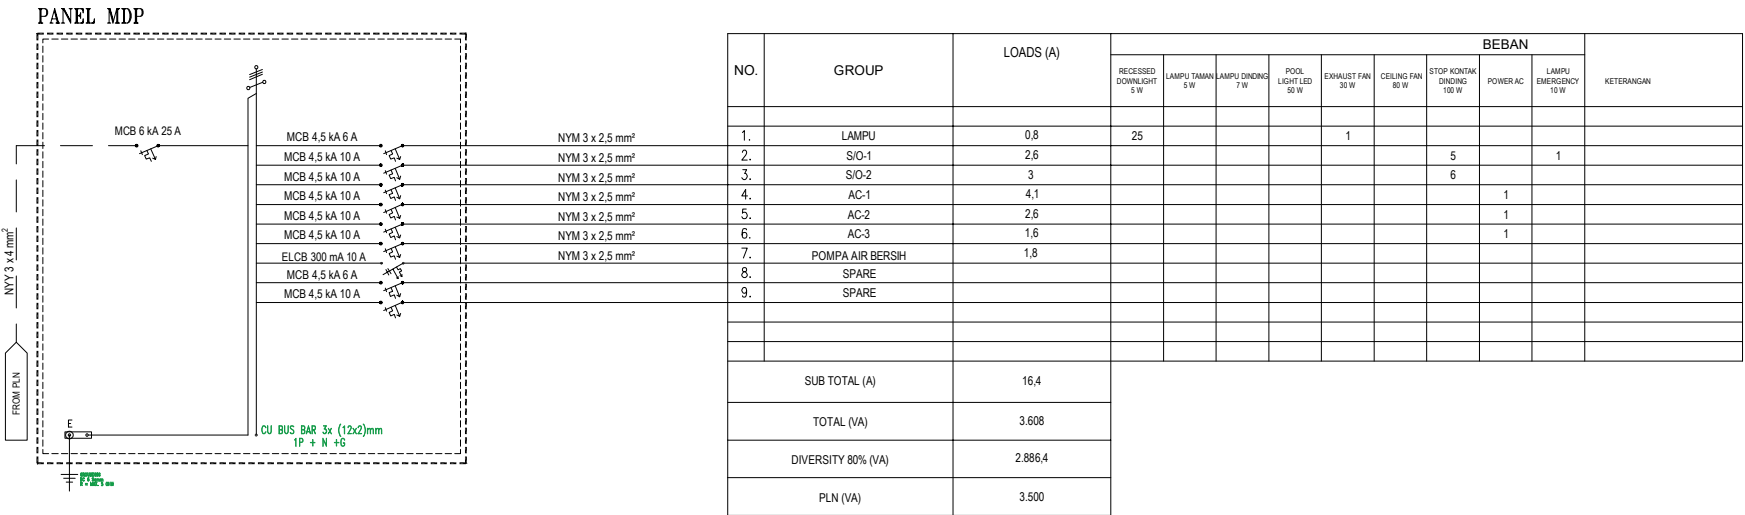 PANEL MDP
MCB 6 kA 25 A
NYY 3 x 4 mm²
FROM PLN
E
CU BUS BAR 3x (12x2)mm
1P + N +G
MCB 4,5 kA 6 A
MCB 4,5 kA 10 A
MCB 4,5 kA 10 A
MCB 4,5 kA 10 A
MCB 4,5 kA 10 A
MCB 4,5 kA 10 A
ELCB 300 mA 10 A
MCB 4,5 kA 6 A
MCB 4,5 kA 10 A
NYM 3 x 2,5 mm²
NYM 3 x 2,5 mm²
NYM 3 x 2,5 mm²
NYM 3 x 2,5 mm²
NYM 3 x 2,5 mm²
NYM 3 x 2,5 mm²
NYM 3 x 2,5 mm²
NO. GROUP LOADS (A) BEBAN
RECESSED DOWNLIGHT 5 W
LAMPU TAMAN 5 W
LAMPU DINDING 7 W
POOL LIGHT LED 50 W
EXHAUST FAN 30 W
CEILING FAN 80 W
STOP KONTAK DINDING 100 W
POWER AC
LAMPU EMERGENCY 10 W
KETERANGAN
1. LAMPU 0,8 25 1
2. S/O-1 2,6 5 1
3. S/O-2 3 6
4. AC-1 4,1 1
5. AC-2 2,6 1
6. AC-3 1,6 1
7. POMPA AIR BERSIH 1,8
8. SPARE
9. SPARE
SUB TOTAL (A) 16,4
TOTAL (VA) 3.608
DIVERSITY 80% (VA) 2.886,4
PLN (VA) 3.500